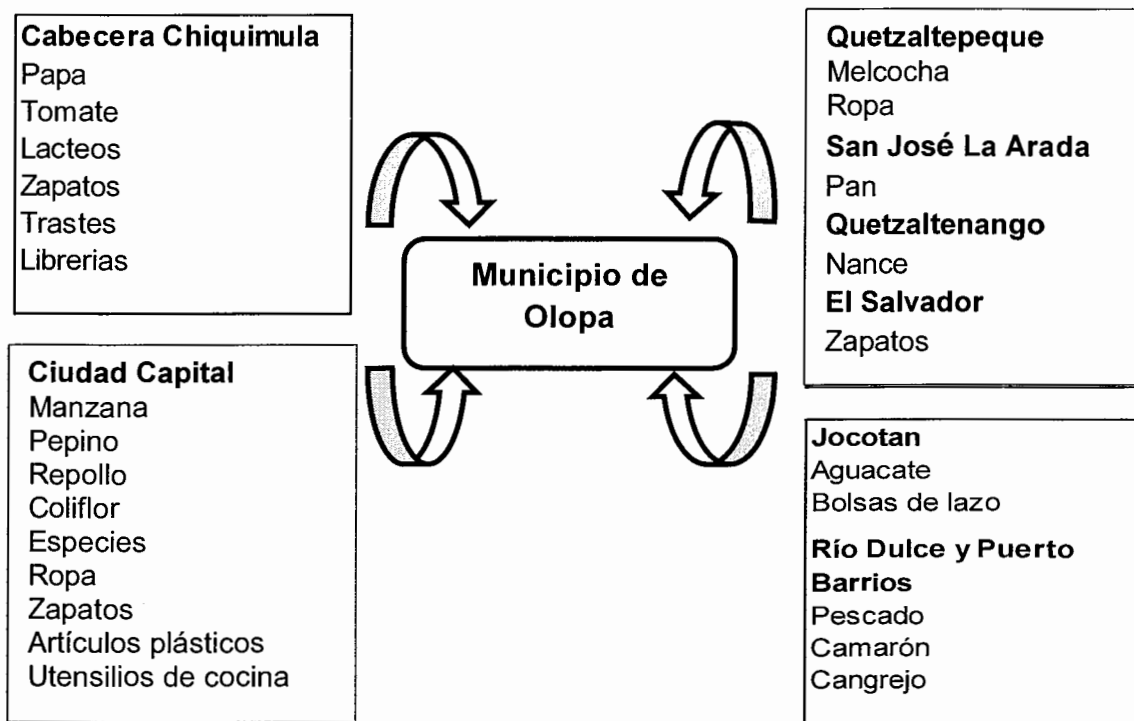 Cabecera Chiquimula
Papa
Tomate
Lacteos
Zapatos
Trastes
Librerias
Ciudad Capital
Manzana
Pepino
Repollo
Coliflor
Especies
Ropa
Zapatos
Artículos plásticos
Utensilios de cocina
Municipio de
Olopa
Quetzaltepeque
Melcocha
Ropa
San José La Arada
Pan
Quetzaltenango
Nance
El Salvador
Zapatos
Jocotan
Aguacate
Bolsas de lazo
Río Dulce y Puerto
Barrios
Pescado
Camarón
Cangrejo